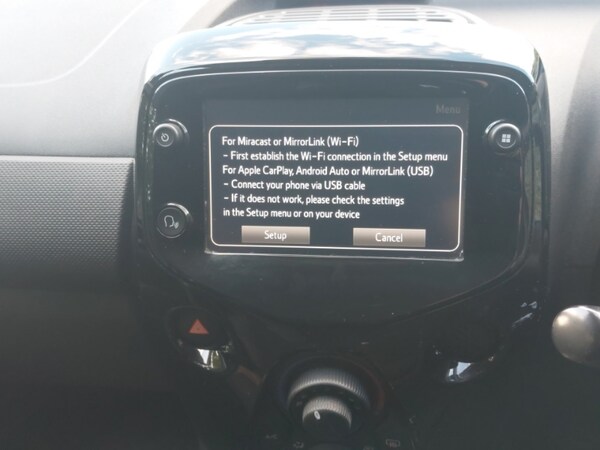 Menu
For Miracast or MirrorLink (Wi-Fi)
- First establish the Wi-Fi connection in the Setup menu
For Apple CarPlay, Android Auto or MirrorLink (USB)
- Connect your phone via USB cable
- If it does not work, please check the settings
in the Setup menu or on your device
Setup Cancel